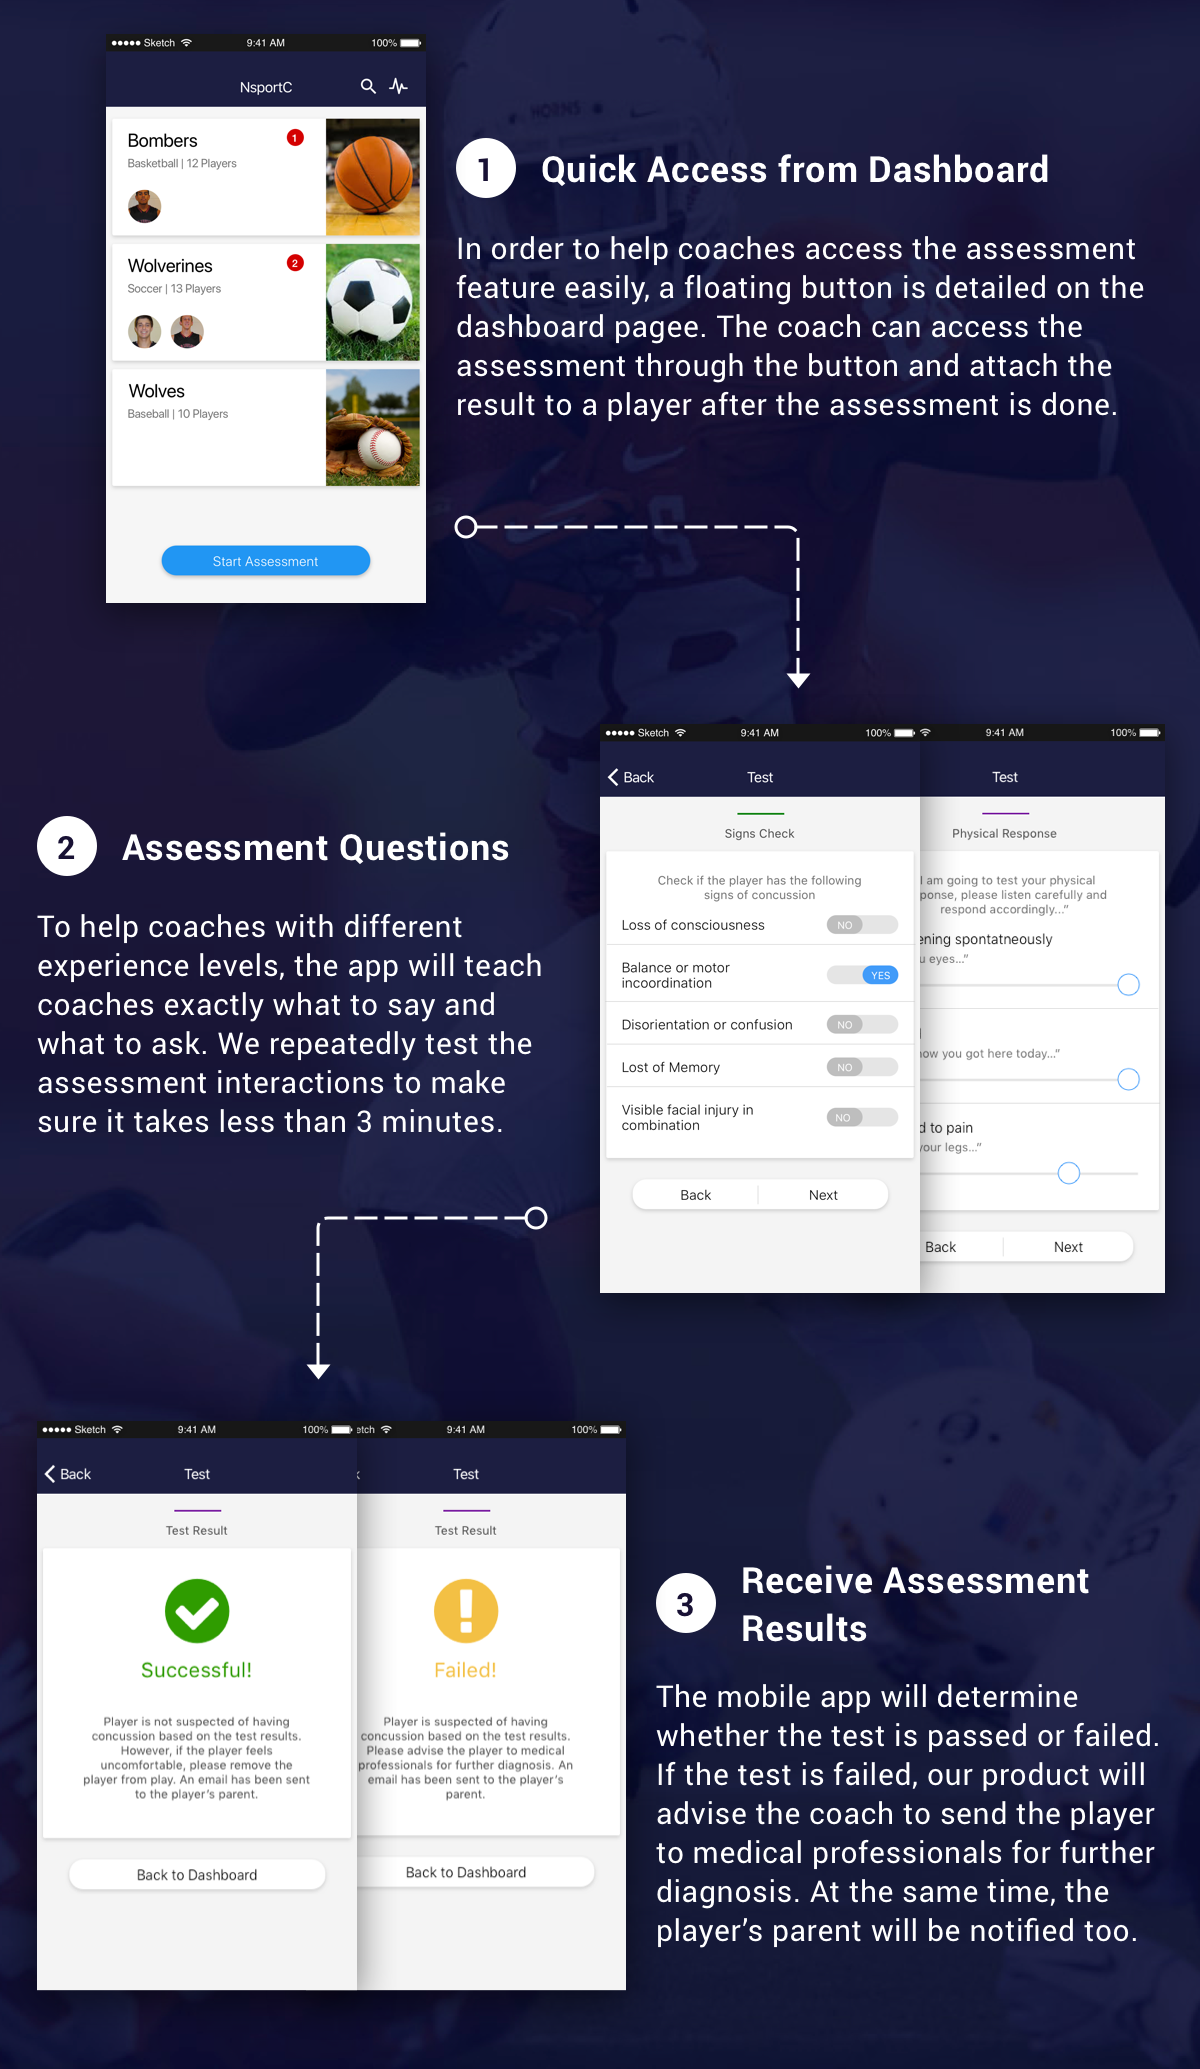 Sketch 9:41 AM 100%
NsportC
Bombers 1
Basketball | 12 Players
Wolverines 2
Soccer | 13 Players
Wolves
Baseball | 10 Players
Start Assessment
HORNS
1 Quick Access from Dashboard
In order to help coaches access the assessment
feature easily, a floating button is detailed on the
dashboard pagee. The coach can access the
assessment through the button and attach the
result to a player after the assessment is done.
2 Assessment Questions
To help coaches with different
experience levels, the app will teach
coaches exactly what to say and
what to ask. We repeatedly test the
assessment interactions to make
sure it takes less than 3 minutes.
Sketch 9:41 AM 100%
Back Test
Signs Check
Check if the player has the following
signs of concussion
Loss of consciousness NO
Balance or motor
incoordination YES
Disorientation or confusion NO
Lost of Memory NO
Visible facial injury in
combination NO
Back Next
9:41 AM 100%
Test
Physical Response
I am going to test your physical
ponse, please listen carefully and
respond accordingly..."
ening spontatneously
u eyes..."
ow you got here today..."
d to pain
your legs..."
Back Next
Sketch 9:41 AM 100%
Back Test
Test Result
Successful!
Player is not suspected of having
concussion based on the test results.
However, if the player feels
uncomfortable, please remove the
player from play. An email has been sent
to the player's parent.
Back to Dashboard
etch 9:41 AM 100%
Test
Test Result
Failed!
Player is suspected of having
concussion based on the test results.
Please advise the player to medical
professionals for further diagnosis. An
email has been sent to the player's
parent.
Back to Dashboard
3 Receive Assessment
Results
The mobile app will determine
whether the test is passed or failed.
If the test is failed, our product will
advise the coach to send the player
to medical professionals for further
diagnosis. At the same time, the
player's parent will be notified too.